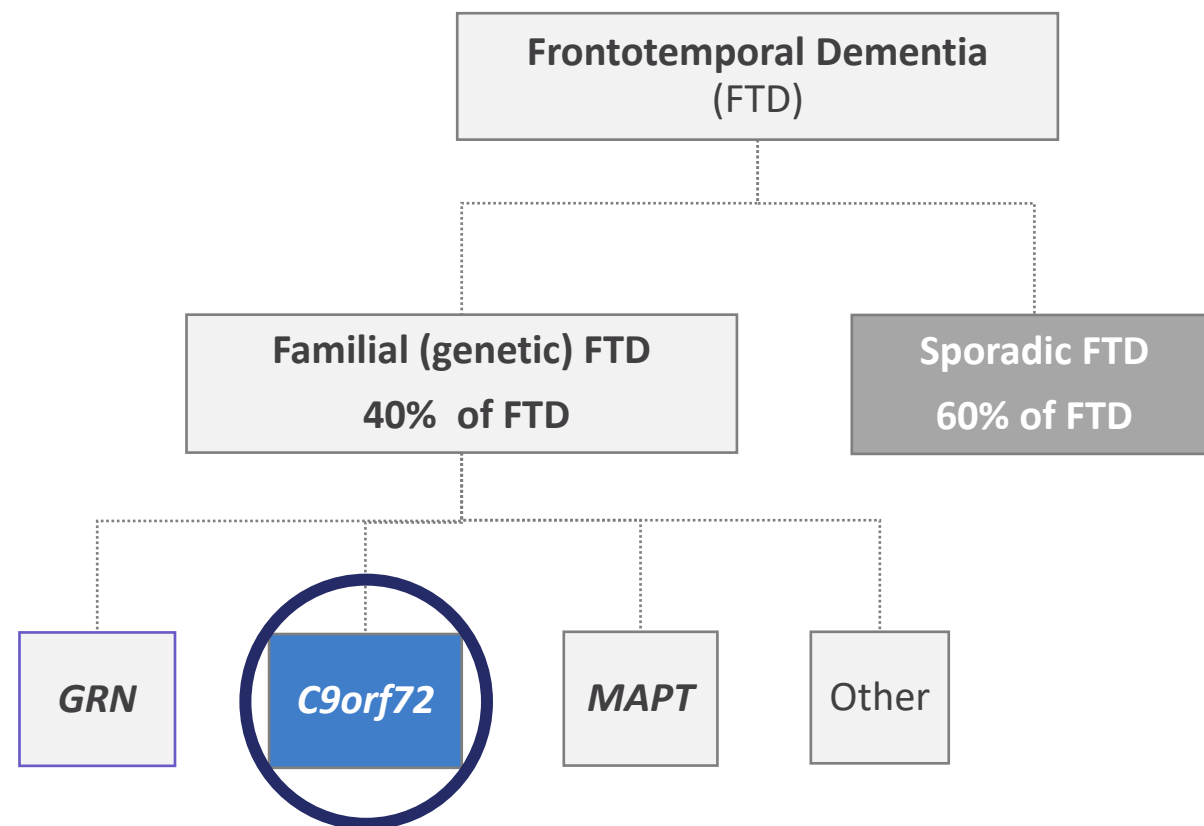 Frontotemporal Dementia
(FTD)
Familial (genetic) FTD
40% of FTD
Sporadic FTD
60% of FTD
GRN
C9orf72
MAPT
Other